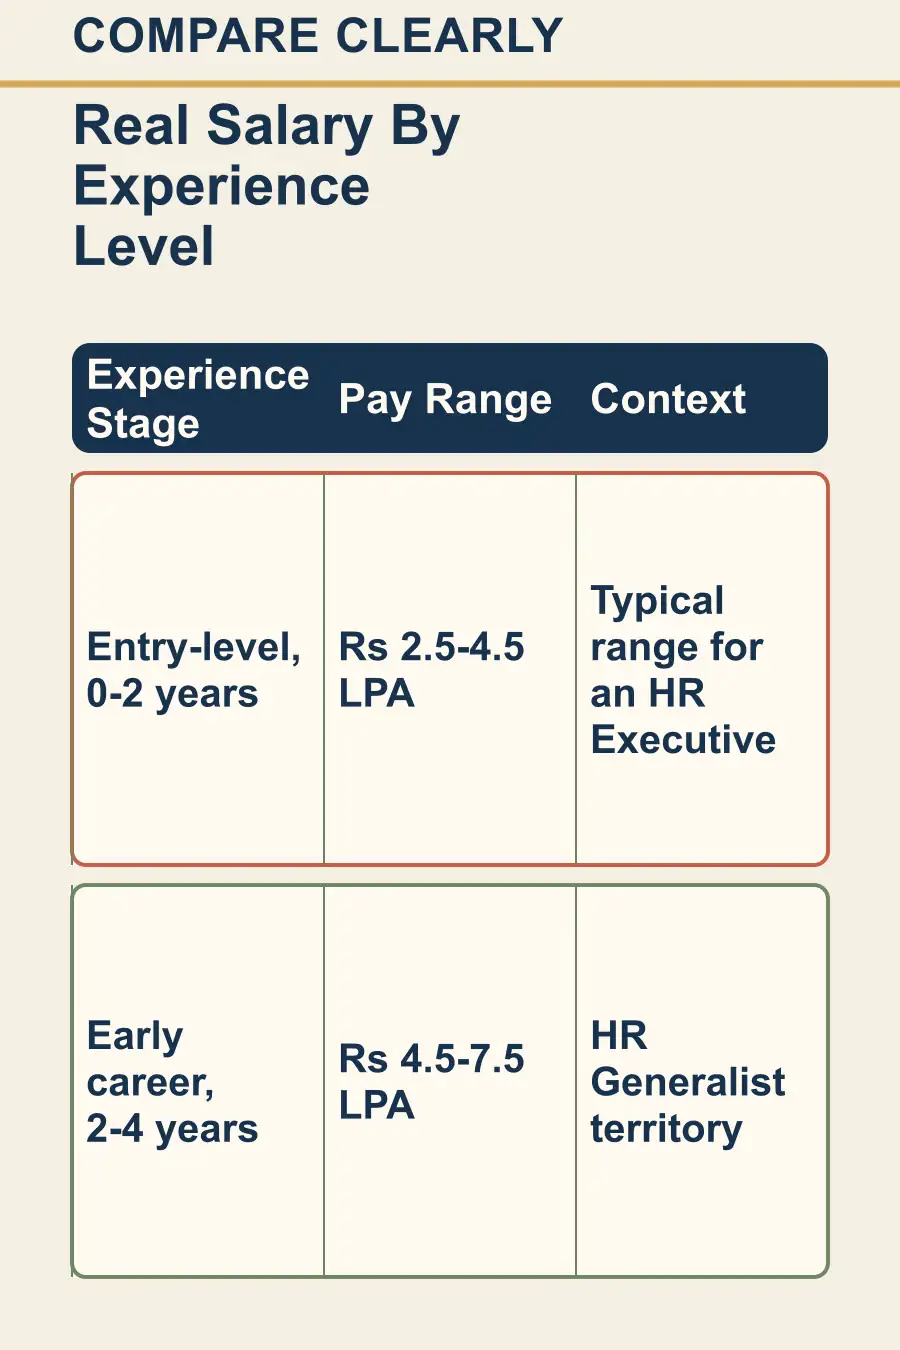 COMPARE CLEARLY
Real Salary By
Experience
Level
Experience
Stage
Pay Range
Context
Entry-level,
0-2 years
Rs 2.5-4.5
LPA
Typical
range for
an HR
Executive
Early
career,
2-4 years
Rs 4.5-7.5
LPA
HR
Generalist
territory